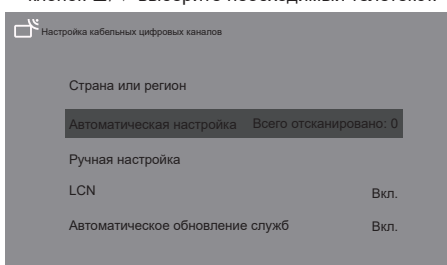 Настройка кабельных цифровых каналов
Страна или регион
Автоматическая настройка Всего отсканировано: 0
Ручная настройка
LCN Вкл.
Автоматическое обновление служб Вкл.